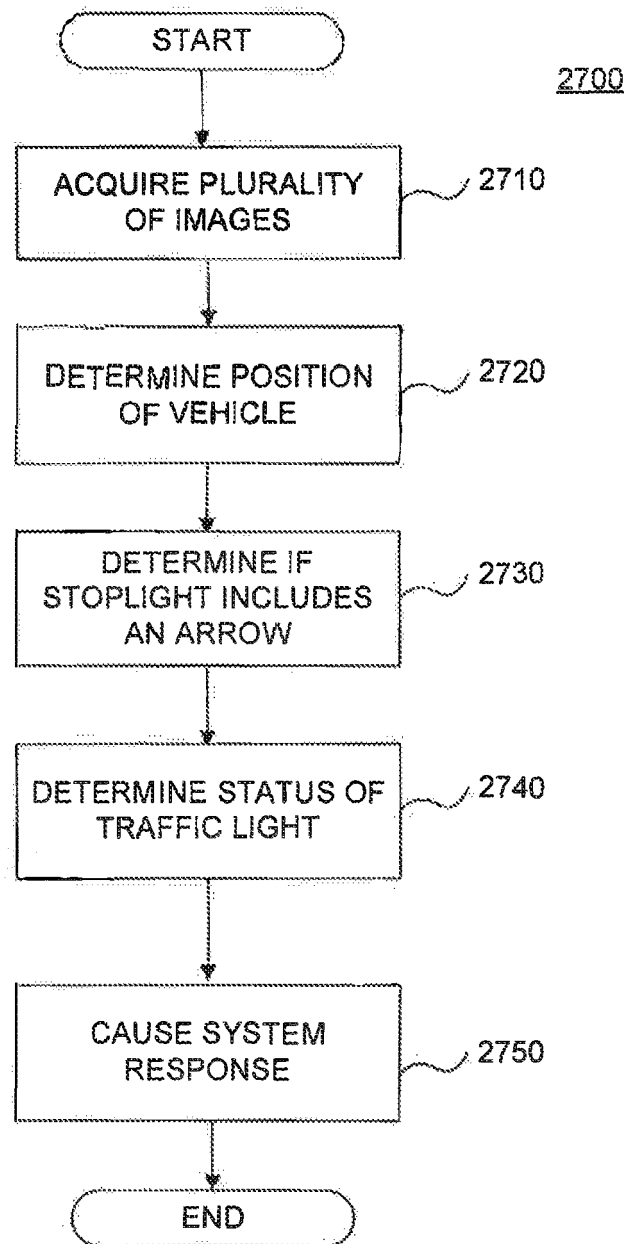 START
2700
ACQUIRE PLURALITY
OF IMAGES
2710
DETERMINE POSITION
OF VEHICLE
2720
DETERMINE IF
STOPLIGHT INCLUDES
AN ARROW
2730
DETERMINE STATUS OF
TRAFFIC LIGHT
2740
CAUSE SYSTEM
RESPONSE
2750
END